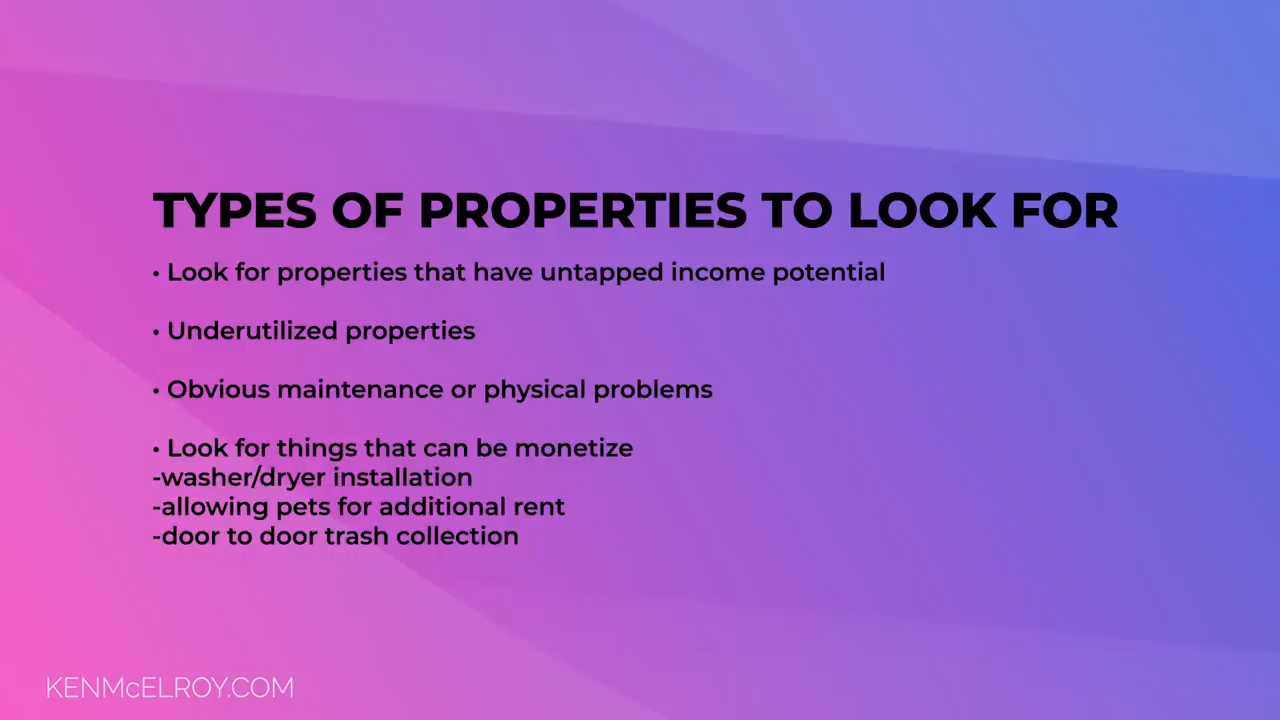 TYPES OF PROPERTIES TO LOOK FOR
• Look for properties that have untapped income potential
• Underutilized properties
• Obvious maintenance or physical problems
• Look for things that can be monetize
-washer/dryer installation
-allowing pets for additional rent
-door to door trash collection
KENMcELROY.COM